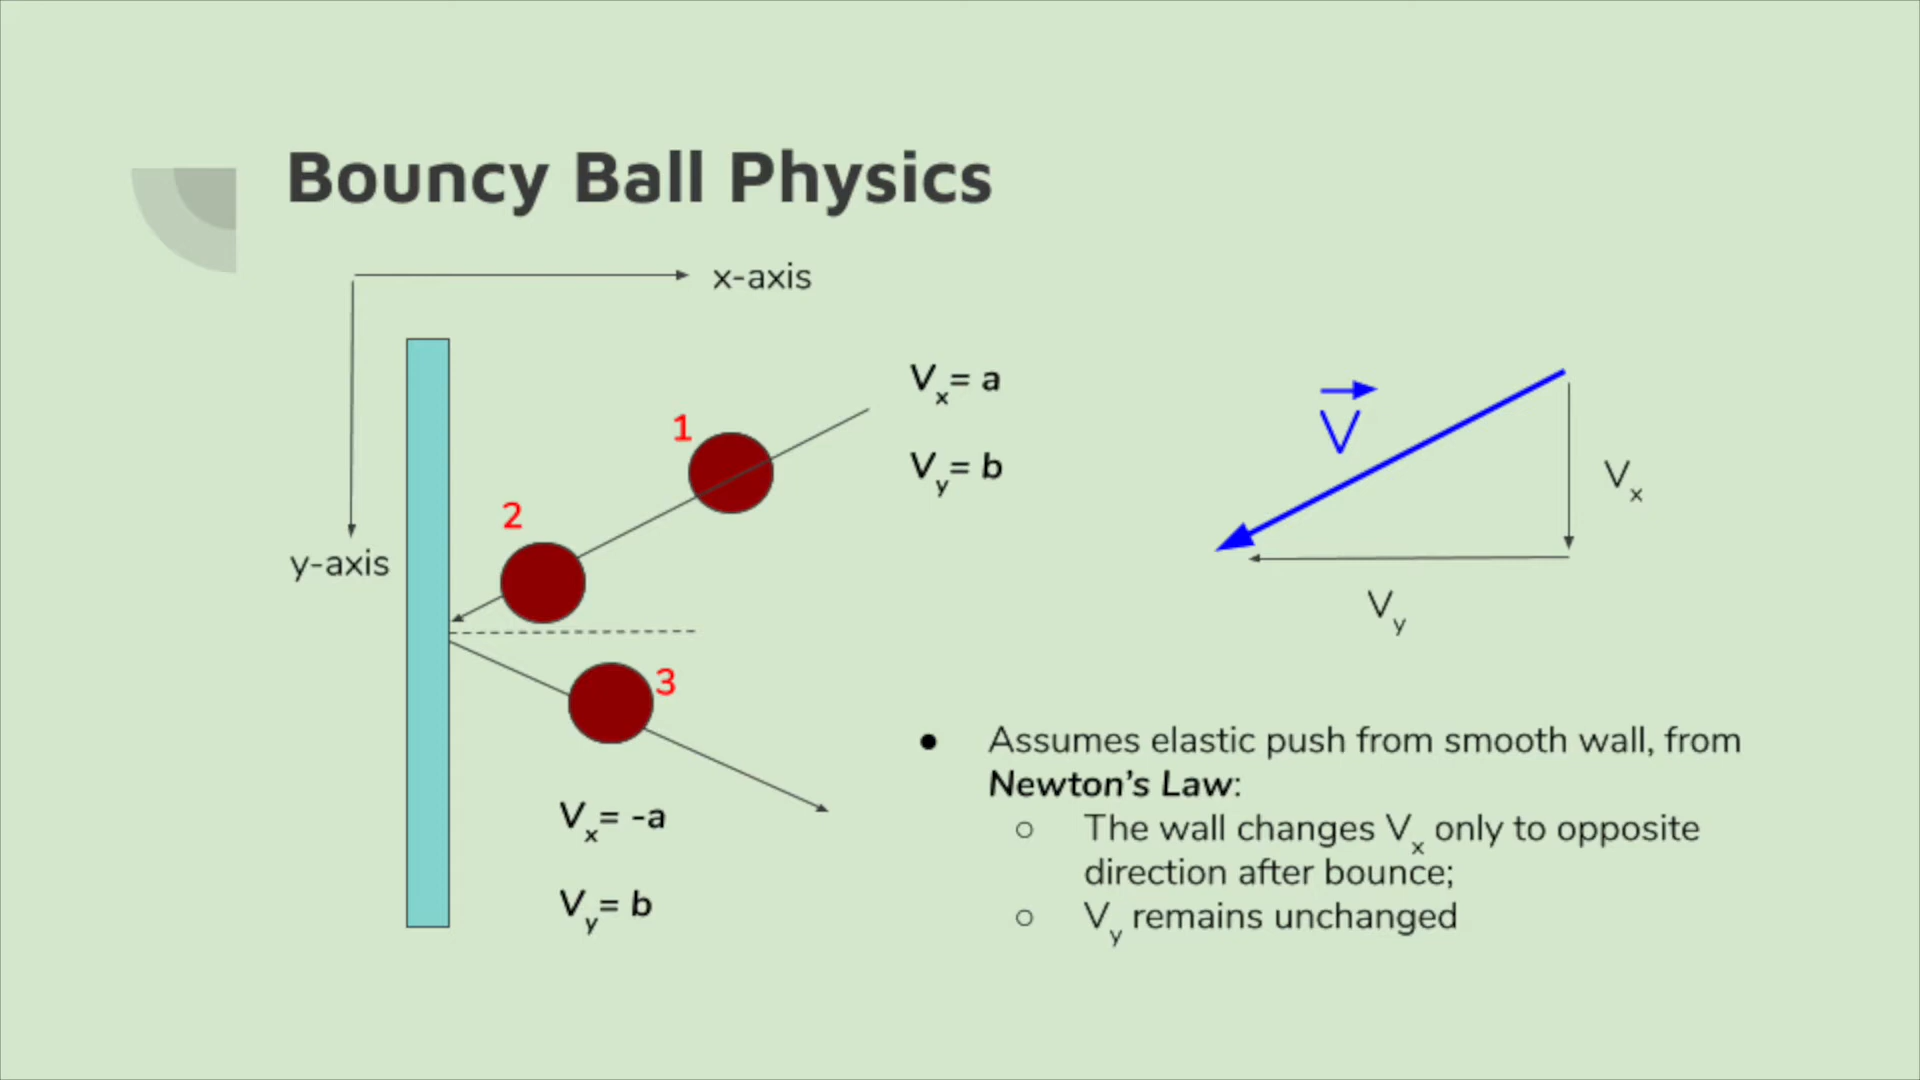 Bouncy Ball Physics
x-axis
y-axis
1
2
3
Vx= a
Vy= b
Vx= -a
Vy= b
V
Vx
Vy
● Assumes elastic push from smooth wall, from
Newton's Law:
○ The wall changes Vx only to opposite
direction after bounce;
○ Vy remains unchanged